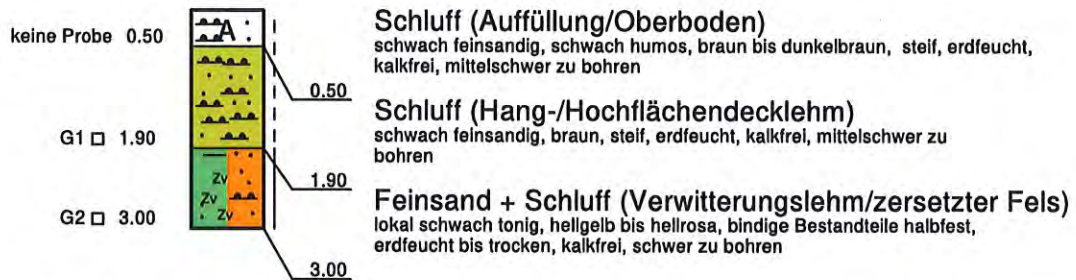 keine Probe 0.50
A
Schluff (Auffüllung/Oberboden)
schwach feinsandig, schwach humos, braun bis dunkelbraun, steif, erdfeucht,
kalkfrei, mittelschwer zu bohren
0.50
Schluff (Hang-/Hochflächendecklehm)
schwach feinsandig, braun, steif, erdfeucht, kalkfrei, mittelschwer zu
bohren
G1 1.90
1.90
Feinsand + Schluff (Verwitterungslehm/zersetzter Fels)
lokal schwach tonig, hellgelb bis hellrosa, bindige Bestandteile halbfest,
erdfeucht bis trocken, kalkfrei, schwer zu bohren
Zv
Zv
Zv
G2 3.00
3.00